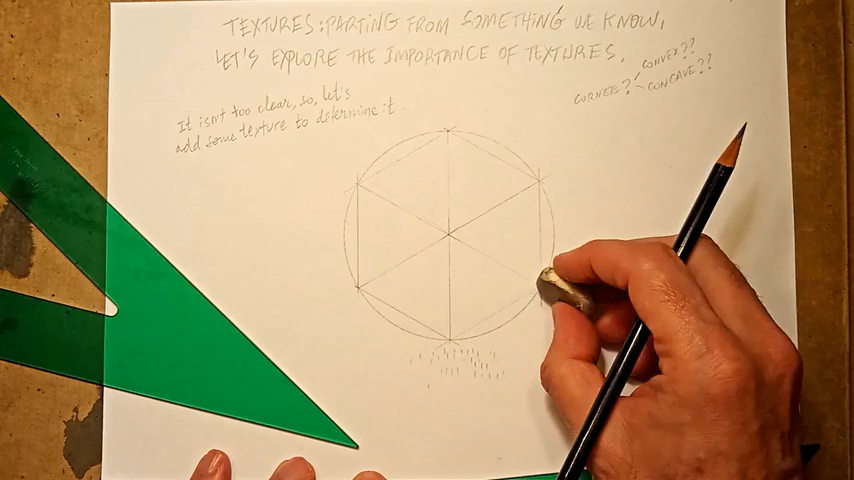 TEXTURES: PARTING FROM SOMETHING WE KNOW,
LET'S EXPLORE THE IMPORTANCE OF TEXTURES.
CORNER? CONVEX??
CONCAVE??
It isn't too clear, so, let's
add some texture to determine it...